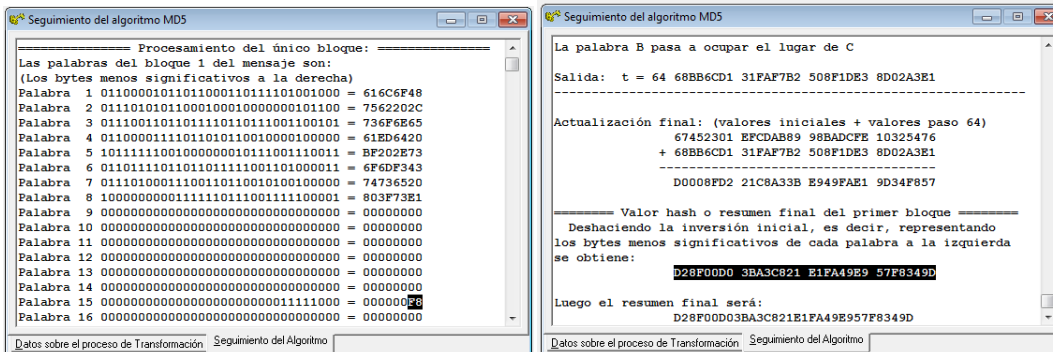 Seguimiento del algoritmo MD5
=============== Procesamiento del único bloque: ===============
Las palabras del bloque 1 del mensaje son:
(Los bytes menos significativos a la derecha)
Palabra 1 01100001011011000110111101001000 = 616C6F48
Palabra 2 01110101011000100010000000101100 = 7562202C
Palabra 3 01110011011011110110111001100101 = 736F6E65
Palabra 4 01100001111011010110010000100000 = 61ED6420
Palabra 5 10111111001000000010111001110011 = BF202E73
Palabra 6 01101111011011011111001101000011 = 6F6DF343
Palabra 7 01110100011100110110010100100000 = 74736520
Palabra 8 10000000001111110111001111100001 = 803F73E1
Palabra 9 00000000000000000000000000000000 = 00000000
Palabra 10 00000000000000000000000000000000 = 00000000
Palabra 11 00000000000000000000000000000000 = 00000000
Palabra 12 00000000000000000000000000000000 = 00000000
Palabra 13 00000000000000000000000000000000 = 00000000
Palabra 14 00000000000000000000000000000000 = 00000000
Palabra 15 00000000000000000000000011111000 = 000000F8
Palabra 16 00000000000000000000000000000000 = 00000000
Datos sobre el proceso de Transformación Seguimiento del Algoritmo
Seguimiento del algoritmo MD5
La palabra B pasa a ocupar el lugar de C
Salida: t = 64 68BB6CD1 31FAF7B2 508F1DE3 8D02A3E1
-----------------------------------------------------------------
Actualización final: (valores iniciales + valores paso 64)
67452301 EFCDAB89 98BADCFE 10325476
+ 68BB6CD1 31FAF7B2 508F1DE3 8D02A3E1
-----------------------------------
D0008FD2 21C8A33B E949FAE1 9D34F857
======== Valor hash o resumen final del primer bloque ========
Deshaciendo la inversión inicial, es decir, representando
los bytes menos significativos de cada palabra a la izquierda
se obtiene:
D28F00D0 3BA3C821 E1FA49E9 57F8349D
Luego el resumen final será:
D28F00D03BA3C821E1FA49E957F8349D
Datos sobre el proceso de Transformación Seguimiento del Algoritmo